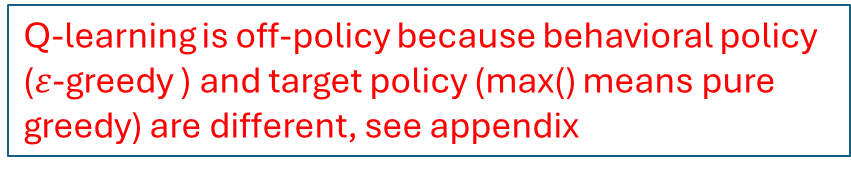 Q-learning is off-policy because behavioral policy
(ε-greedy ) and target policy (max() means pure
greedy) are different, see appendix